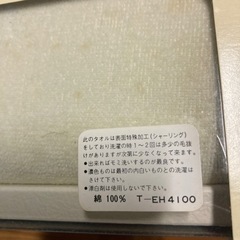 此のタオルは表面特殊加工(シャーリング)
をしており洗濯の時1〜2回は多少の毛抜
けがありますが次第に少なくなって来ます。
●出来ればモミ洗いするのが最良です。
●濃色ものは最初の内白いものとの洗濯は
さけて下さい。
●漂白剤は使用しないで下さい。
綿 100% T-EH4100